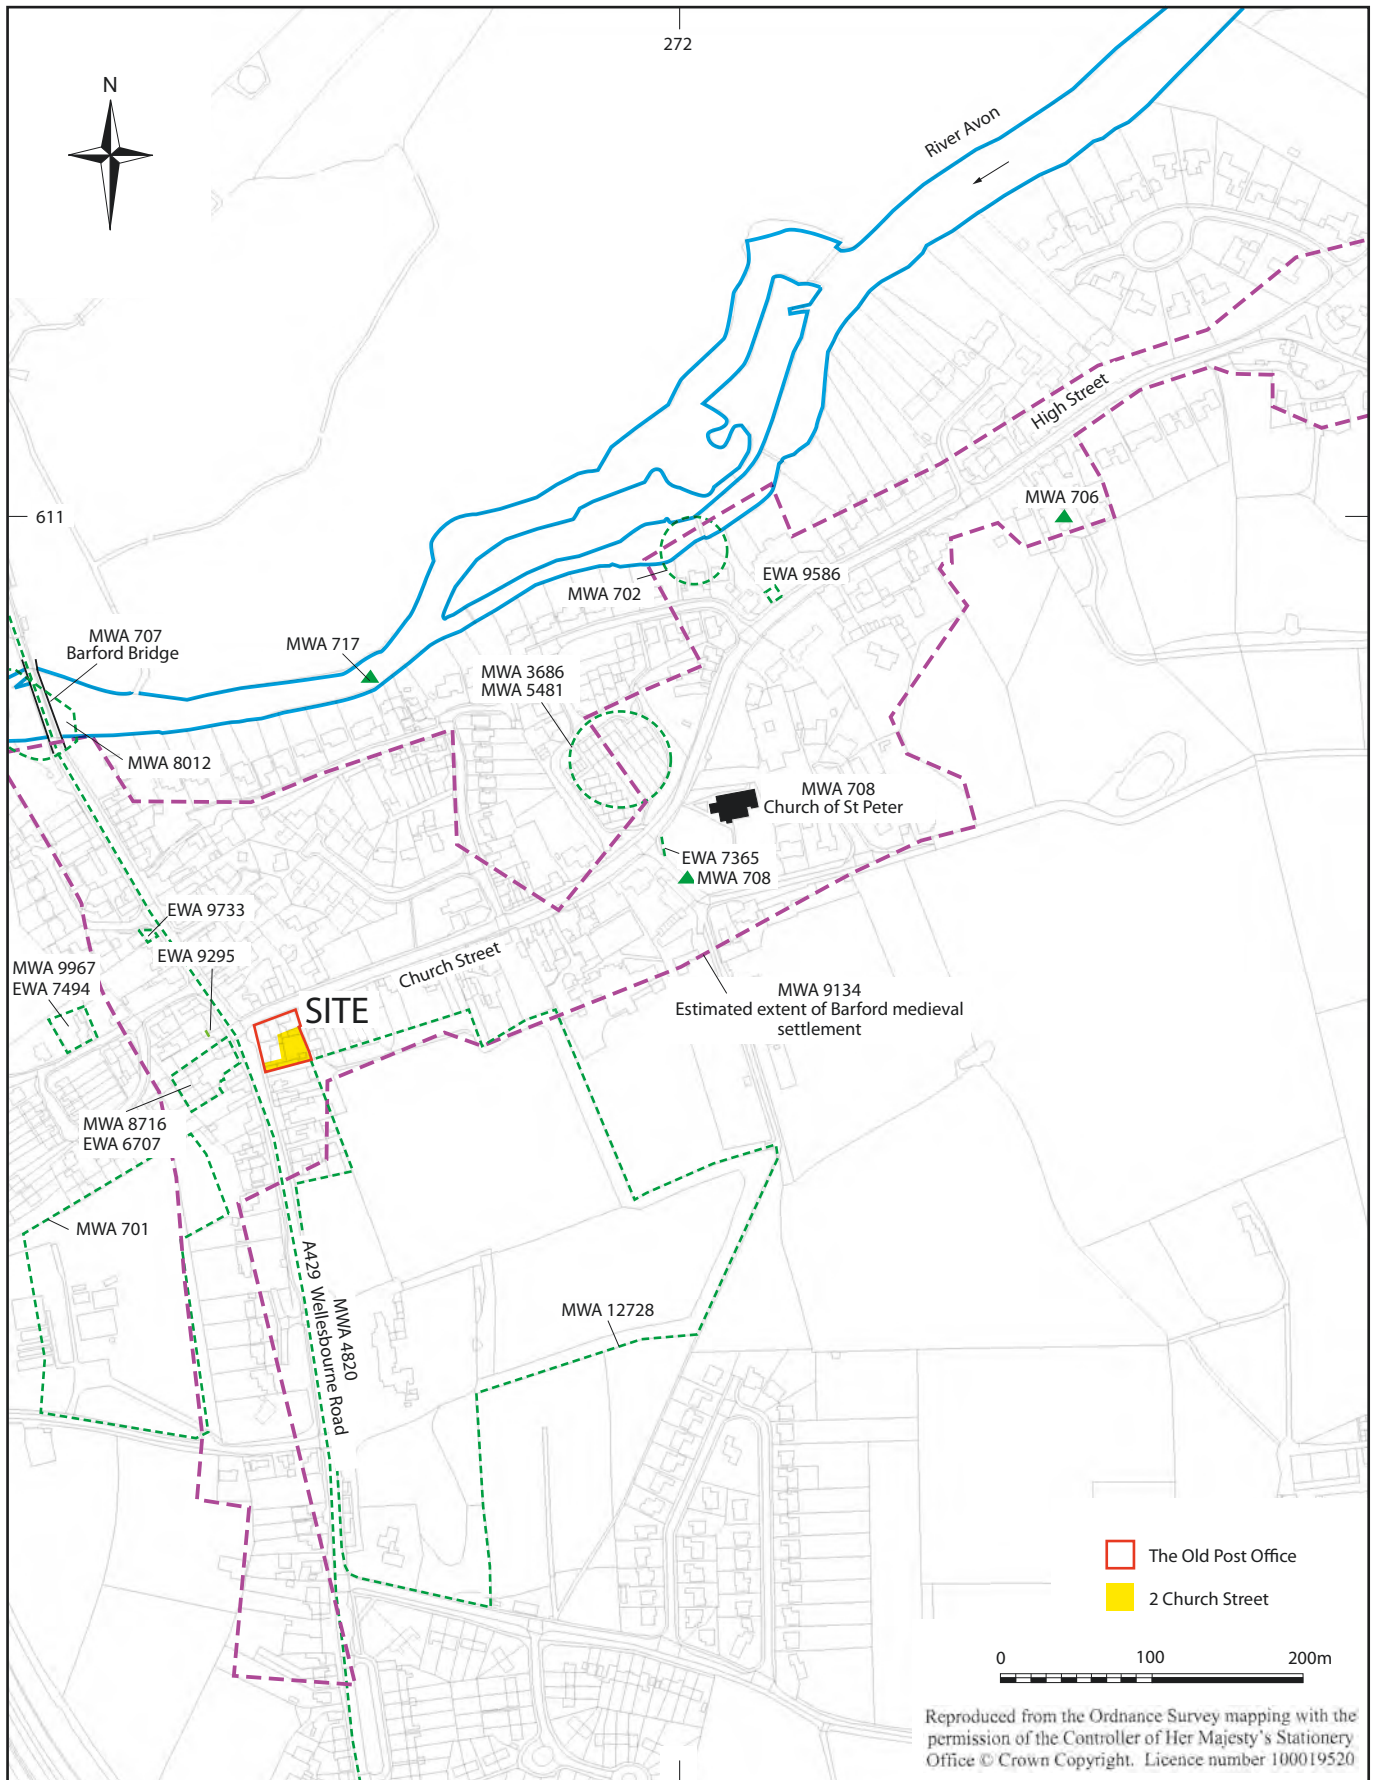 272
N
River Avon
High Street
MWA 706
611
EWA 9586
MWA 702
MWA 707
Barford Bridge
MWA 717
MWA 3686
MWA 5481
MWA 8012
MWA 708
Church of St Peter
EWA 7365
MWA 708
EWA 9733
EWA 9295
Church Street
MWA 9967
EWA 7494
SITE
MWA 9134
Estimated extent of Barford medieval
settlement
MWA 8716
EWA 6707
MWA 701
MWA 4820
A429 Wellesbourne Road
MWA 12728
The Old Post Office
2 Church Street
0 100 200m
Reproduced from the Ordnance Survey mapping with the
permission of the Controller of Her Majesty's Stationery
Office © Crown Copyright. Licence number 100019520